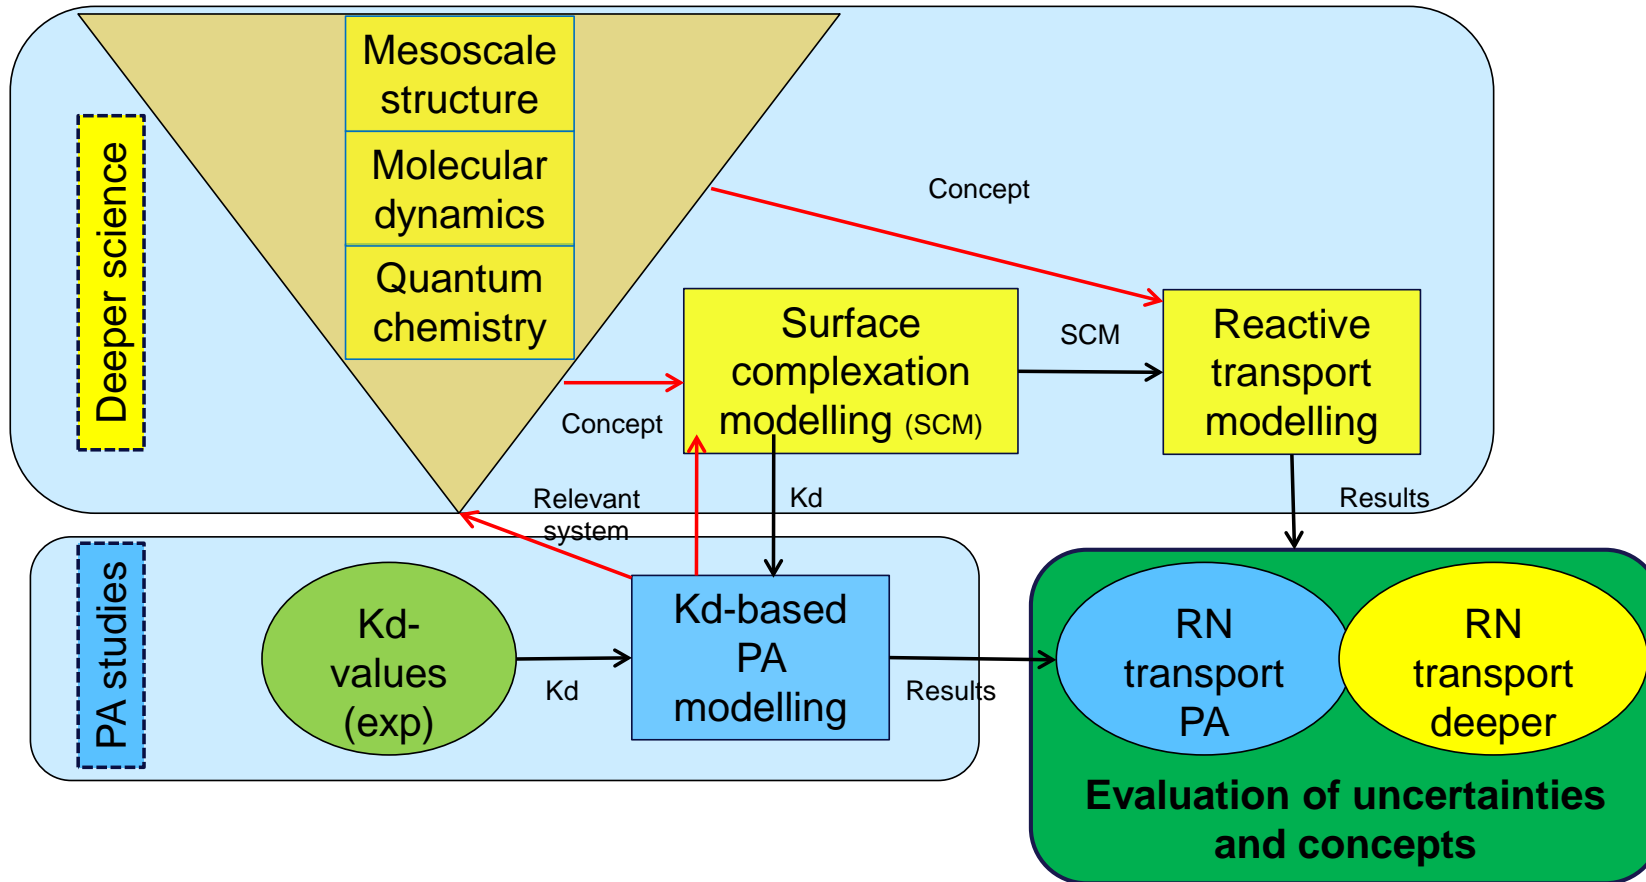 Deeper science
Mesoscale
structure
Molecular
dynamics
Quantum
chemistry
Concept
Concept
Surface
complexation
modelling (SCM)
SCM
Reactive
transport
modelling
Relevant
system
Kd
Results
PA studies
Kd-
values
(exp)
Kd
Kd-based
PA
modelling
Results
RN
transport
PA
RN
transport
deeper
Evaluation of uncertainties
and concepts